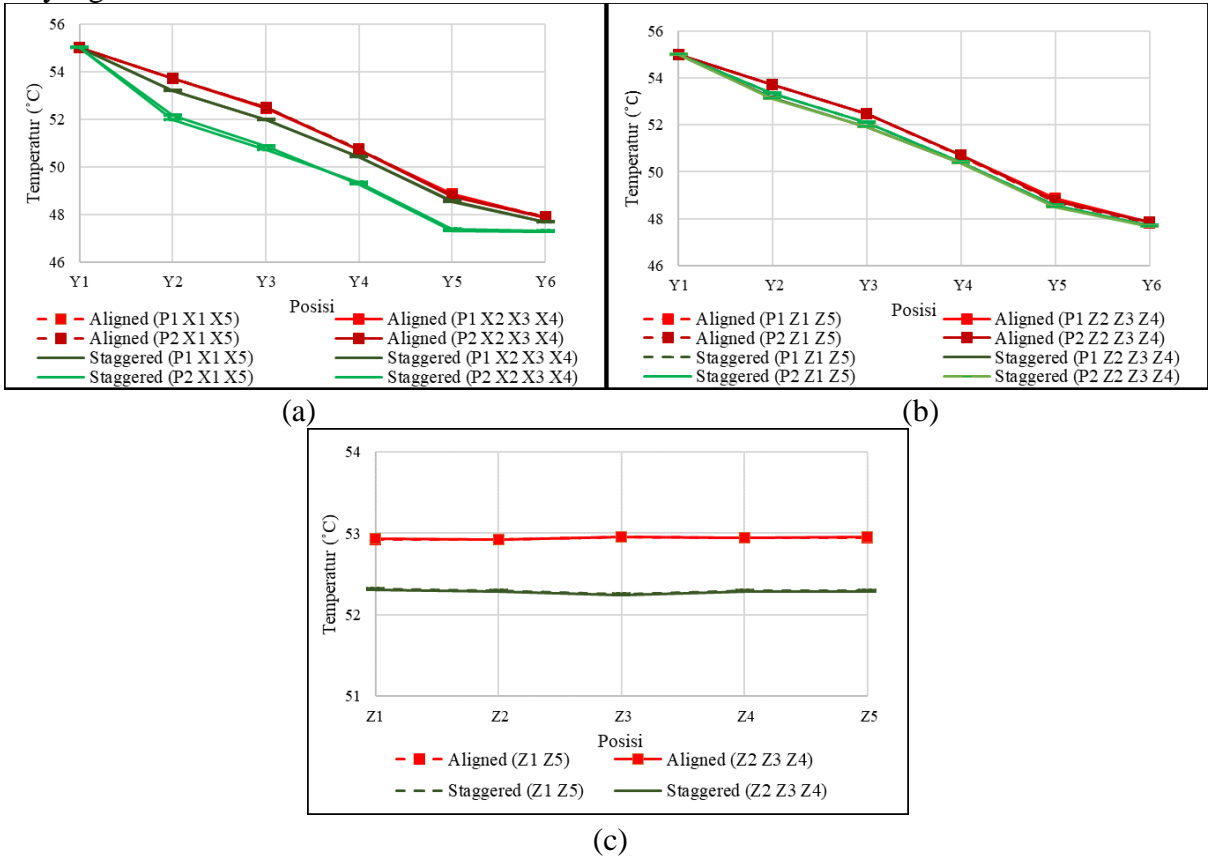 56
54
52
50
48
46
Temperatur (˚C)
Y1 Y2 Y3 Y4 Y5 Y6
Posisi
Aligned (P1 X1 X5) Aligned (P1 X2 X3 X4)
Aligned (P2 X1 X5) Aligned (P2 X2 X3 X4)
Staggered (P1 X1 X5) Staggered (P1 X2 X3 X4)
Staggered (P2 X1 X5) Staggered (P2 X2 X3 X4)
(a)
56
54
52
50
48
46
Temperatur (˚C)
Y1 Y2 Y3 Y4 Y5 Y6
Posisi
Aligned (P1 Z1 Z5) Aligned (P1 Z2 Z3 Z4)
Aligned (P2 Z1 Z5) Aligned (P2 Z2 Z3 Z4)
Staggered (P1 Z1 Z5) Staggered (P1 Z2 Z3 Z4)
Staggered (P2 Z1 Z5) Staggered (P2 Z2 Z3 Z4)
(b)
54
53
52
51
Temperatur (˚C)
Z1 Z2 Z3 Z4 Z5
Posisi
Aligned (Z1 Z5) Aligned (Z2 Z3 Z4)
Staggered (Z1 Z5) Staggered (Z2 Z3 Z4)
(c)